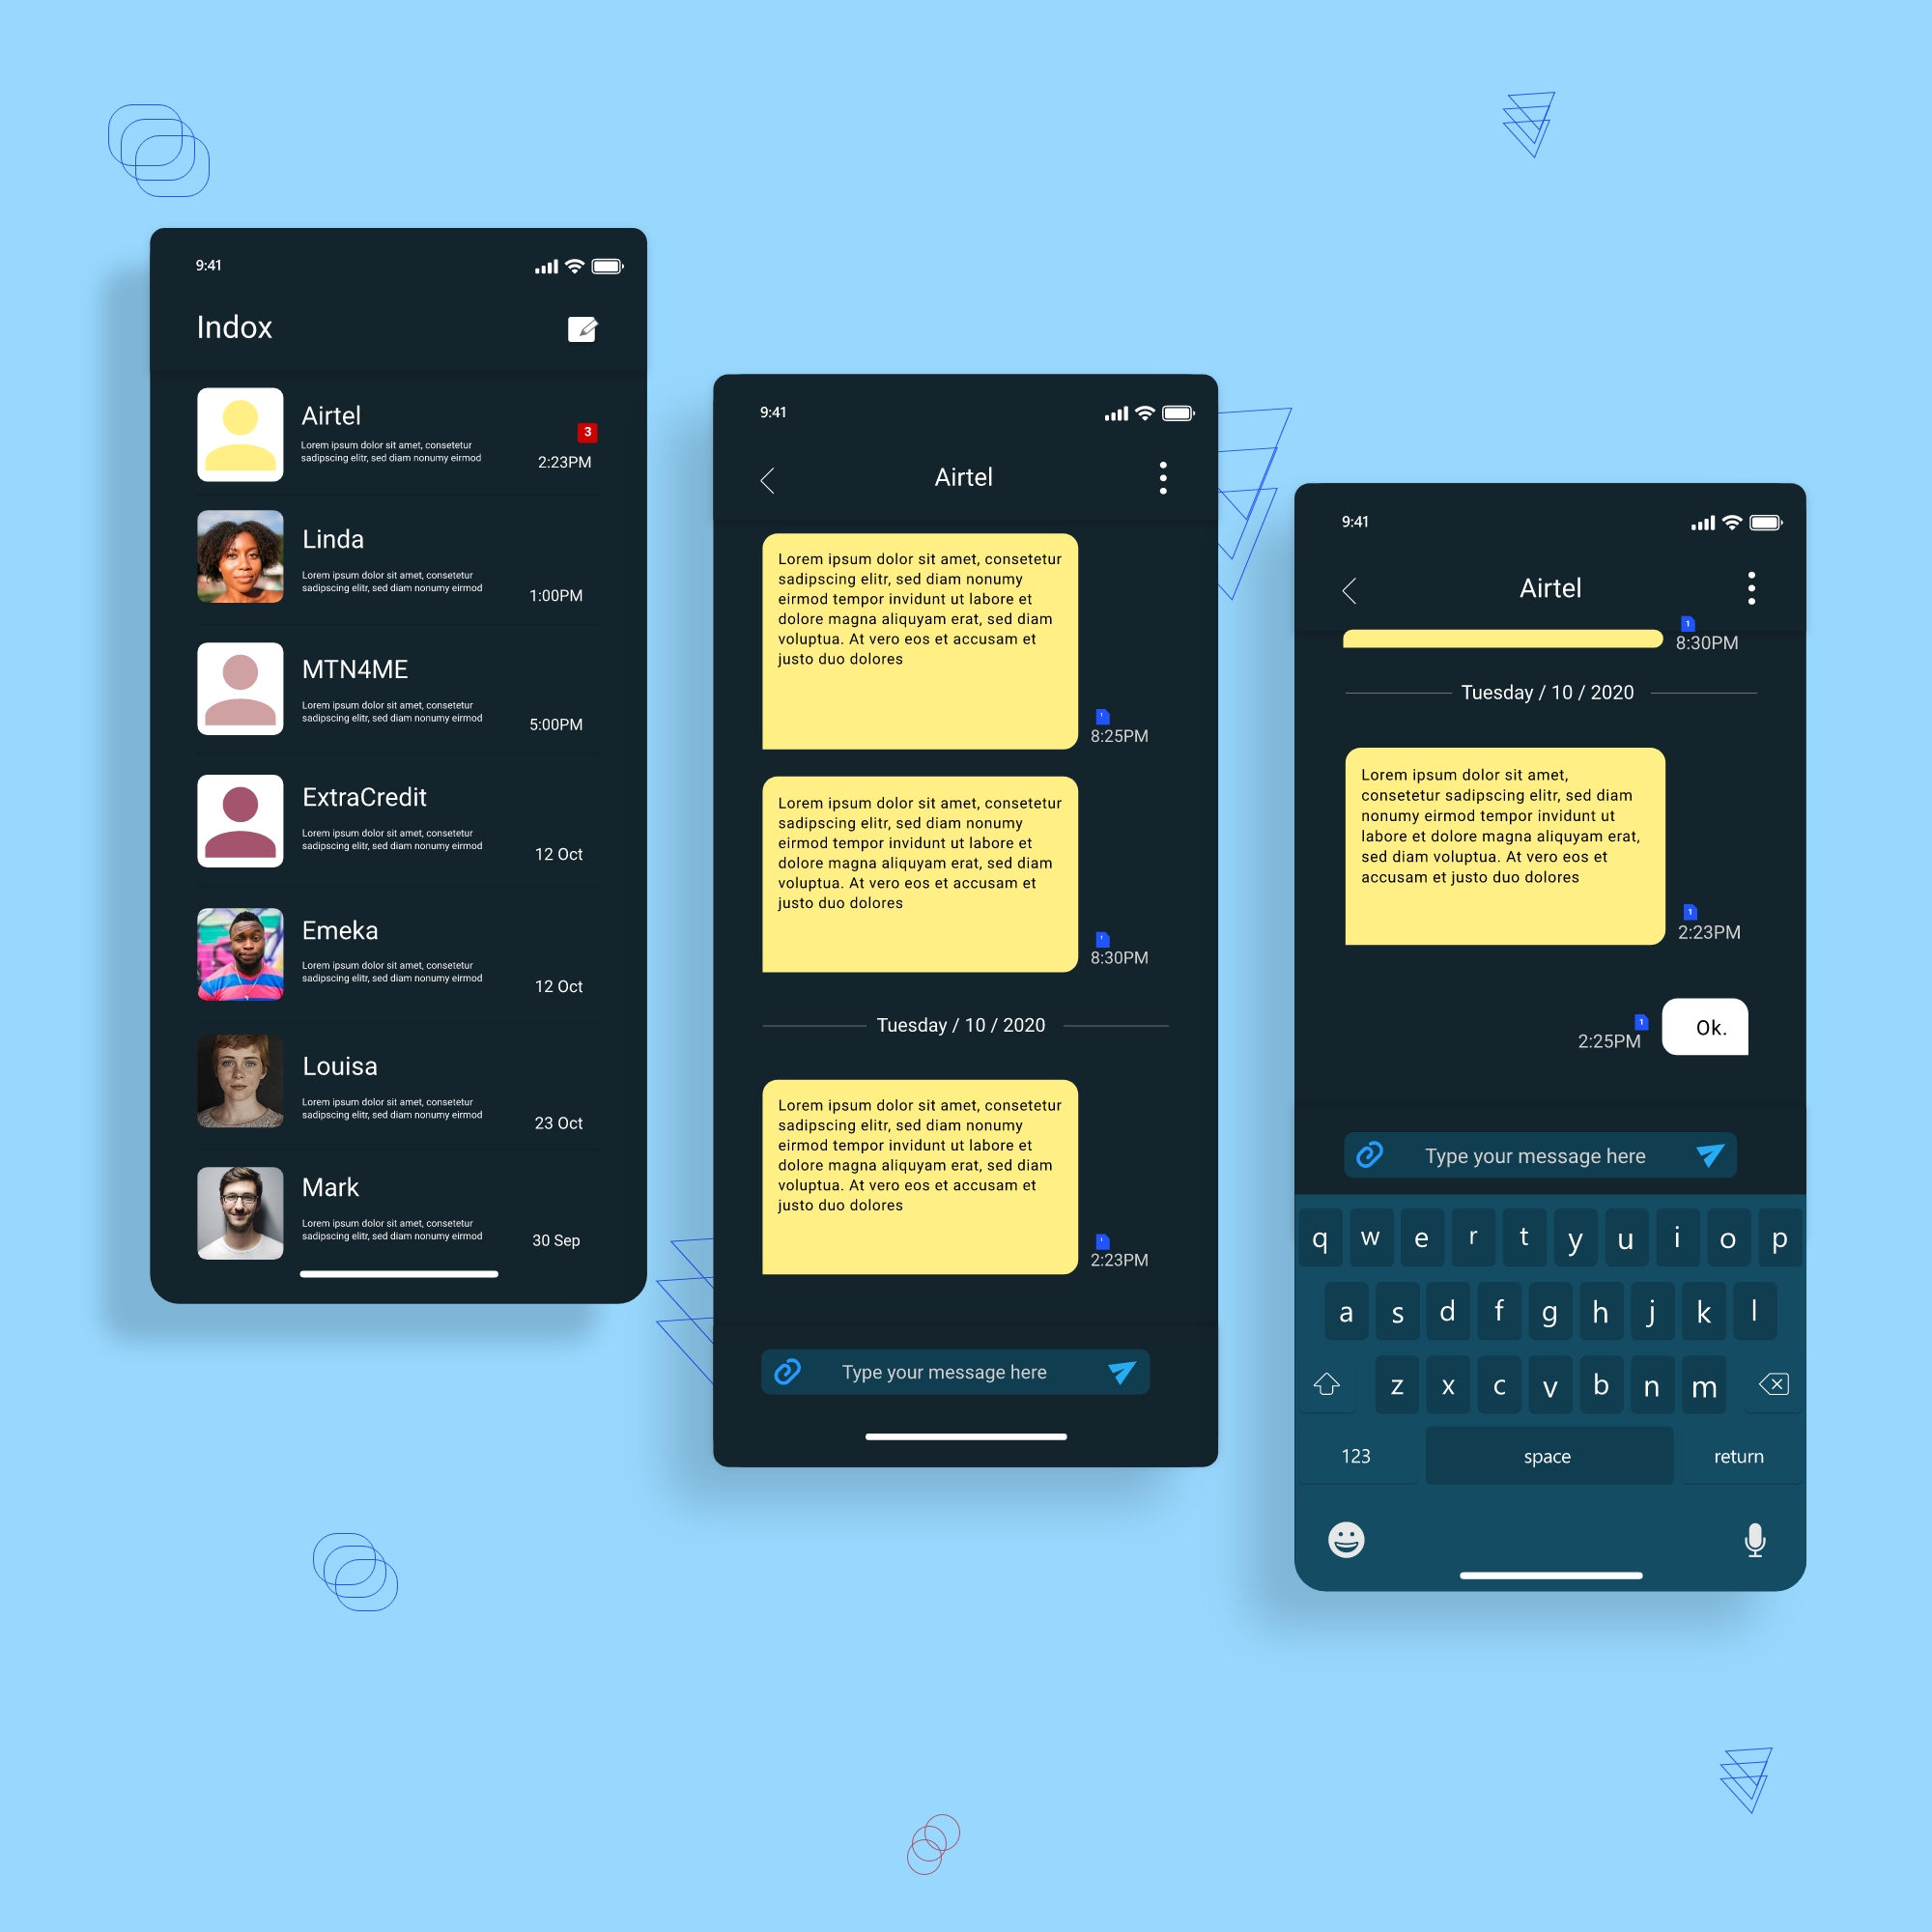 9:41
Indox
Airtel
Lorem ipsum dolor sit amet, consetetur
sadipscing elitr, sed diam nonumy eirmod
3
2:23PM
Linda
Lorem ipsum dolor sit amet, consetetur
sadipscing elitr, sed diam nonumy eirmod
1:00PM
MTN4ME
Lorem ipsum dolor sit amet, consetetur
sadipscing elitr, sed diam nonumy eirmod
5:00PM
ExtraCredit
Lorem ipsum dolor sit amet, consetetur
sadipscing elitr, sed diam nonumy eirmod
12 Oct
Emeka
Lorem ipsum dolor sit amet, consetetur
sadipscing elitr, sed diam nonumy eirmod
12 Oct
Louisa
Lorem ipsum dolor sit amet, consetetur
sadipscing elitr, sed diam nonumy eirmod
23 Oct
Mark
Lorem ipsum dolor sit amet, consetetur
sadipscing elitr, sed diam nonumy eirmod
30 Sep
9:41
Airtel
Lorem ipsum dolor sit amet, consetetur
sadipscing elitr, sed diam nonumy
eirmod tempor invidunt ut labore et
dolore magna aliquyam erat, sed diam
voluptua. At vero eos et accusam et
justo duo dolores
1
8:25PM
Lorem ipsum dolor sit amet, consetetur
sadipscing elitr, sed diam nonumy
eirmod tempor invidunt ut labore et
dolore magna aliquyam erat, sed diam
voluptua. At vero eos et accusam et
justo duo dolores
1
8:30PM
Tuesday / 10 / 2020
Lorem ipsum dolor sit amet, consetetur
sadipscing elitr, sed diam nonumy
eirmod tempor invidunt ut labore et
dolore magna aliquyam erat, sed diam
voluptua. At vero eos et accusam et
justo duo dolores
1
2:23PM
Type your message here
9:41
Airtel
1
8:30PM
Tuesday / 10 / 2020
Lorem ipsum dolor sit amet,
consetetur sadipscing elitr, sed diam
nonumy eirmod tempor invidunt ut
labore et dolore magna aliquyam erat,
sed diam voluptua. At vero eos et
accusam et justo duo dolores
1
2:23PM
Ok.
1
2:25PM
Type your message here
q w e r t y u i o p
a s d f g h j k l
z x c v b n m
123 space return